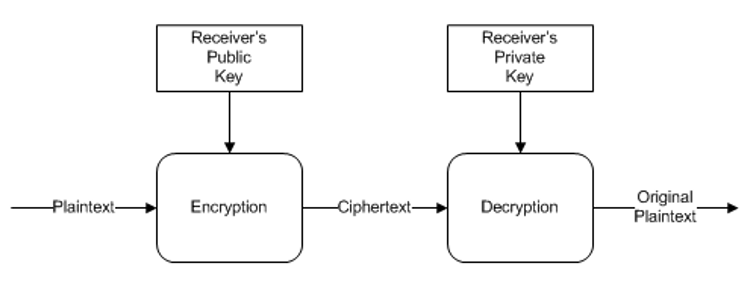 Receiver's
Public
Key
Receiver's
Private
Key
Plaintext
Encryption
Ciphertext
Decryption
Original
Plaintext